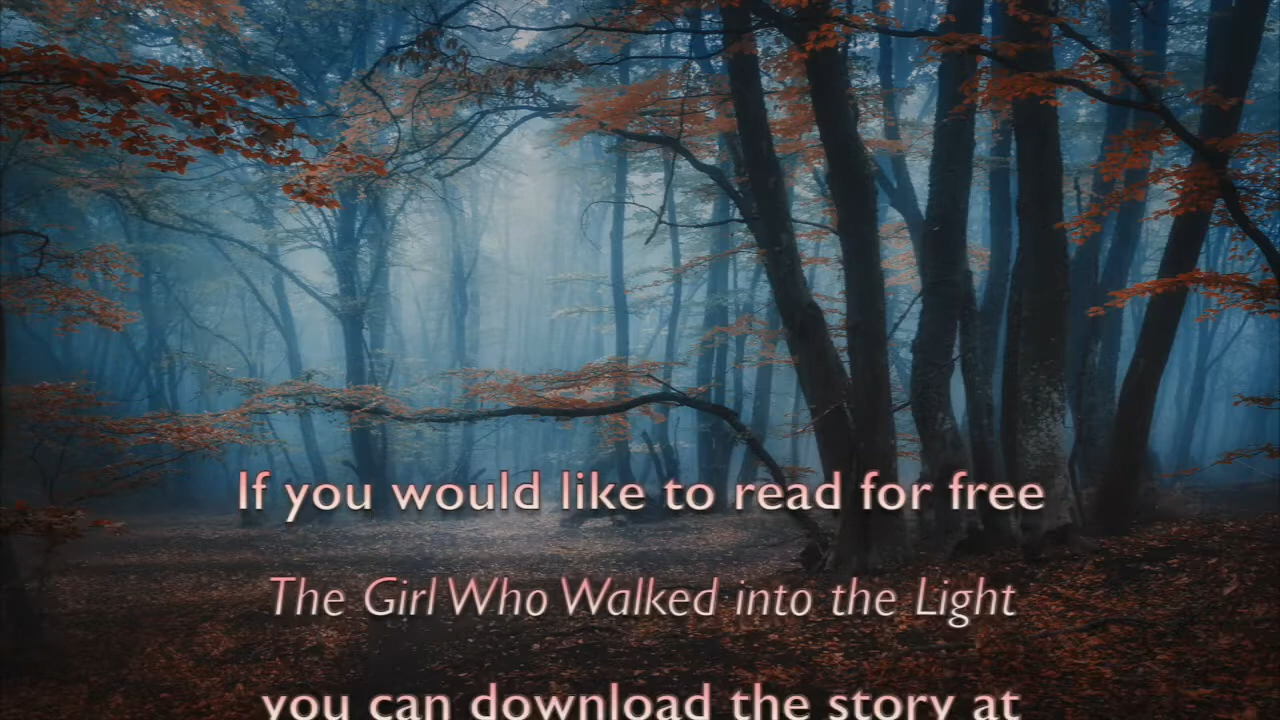 If you would like to read for free
The Girl Who Walked into the Light
you can download the story at